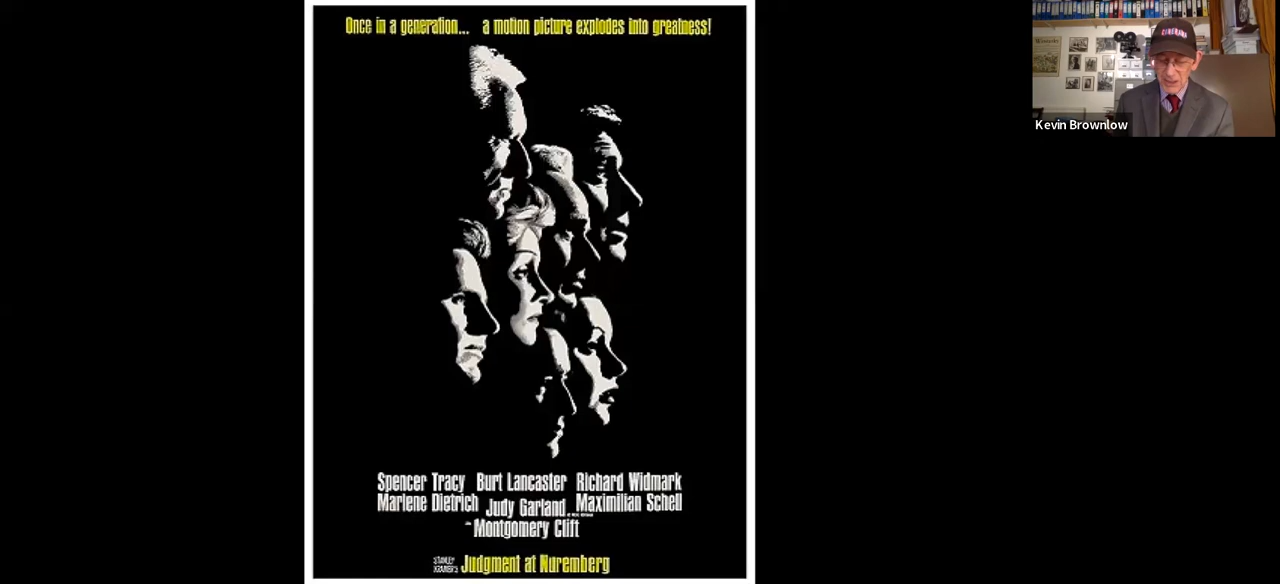 Once in a generation... a motion picture explodes into greatness!
Kevin Brownlow
Spencer Tracy Burt Lancaster Richard Widmark
Marlene Dietrich Judy Garland Maximilian Schell
Montgomery Clift
STANLEY
KRAMER'S Judgment at Nuremberg